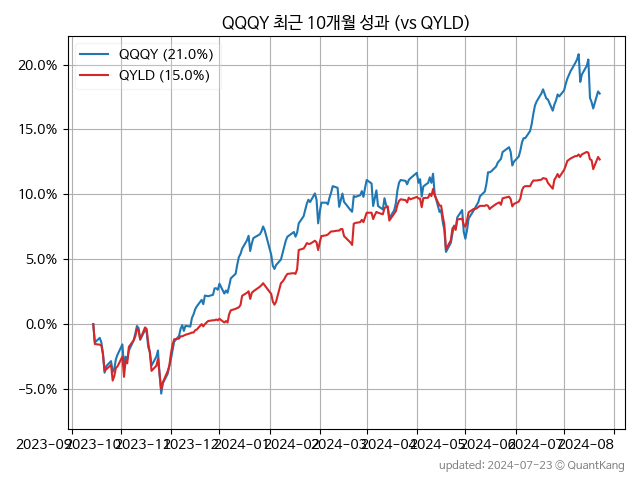 QQQY 최근 10개월 성과 (vs QYLD)
QQQY (21.0%)
QYLD (15.0%)
20.0%
15.0%
10.0%
5.0%
0.0%
−5.0%
2023-09 2023-10 2023-11 2023-12 2024-01 2024-02 2024-03 2024-04 2024-05 2024-06 2024-07 2024-08
updated: 2024-07-23 © QuantKang